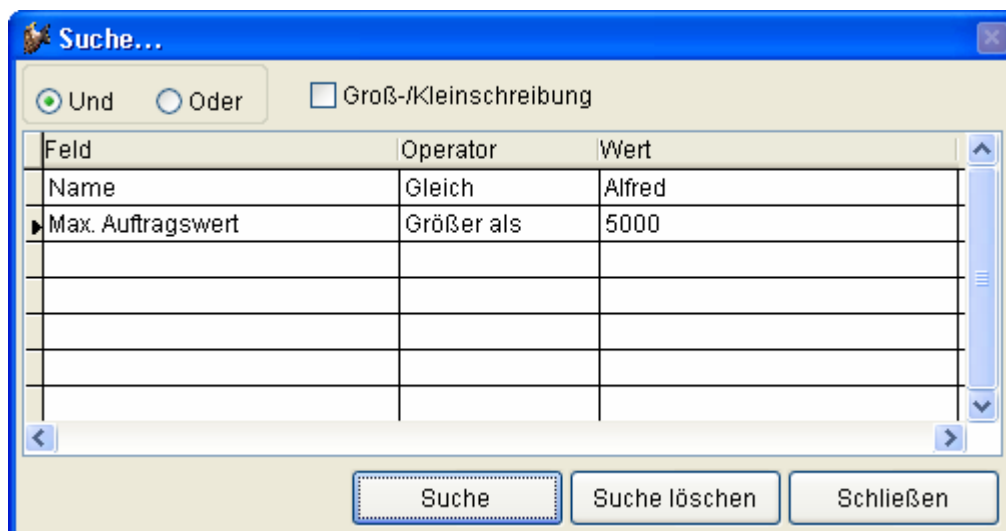 Suche...
Und Oder Groß-/Kleinschreibung
Feld Operator Wert
Name Gleich Alfred
Max. Auftragswert Größer als 5000
Suche Suche löschen Schließen